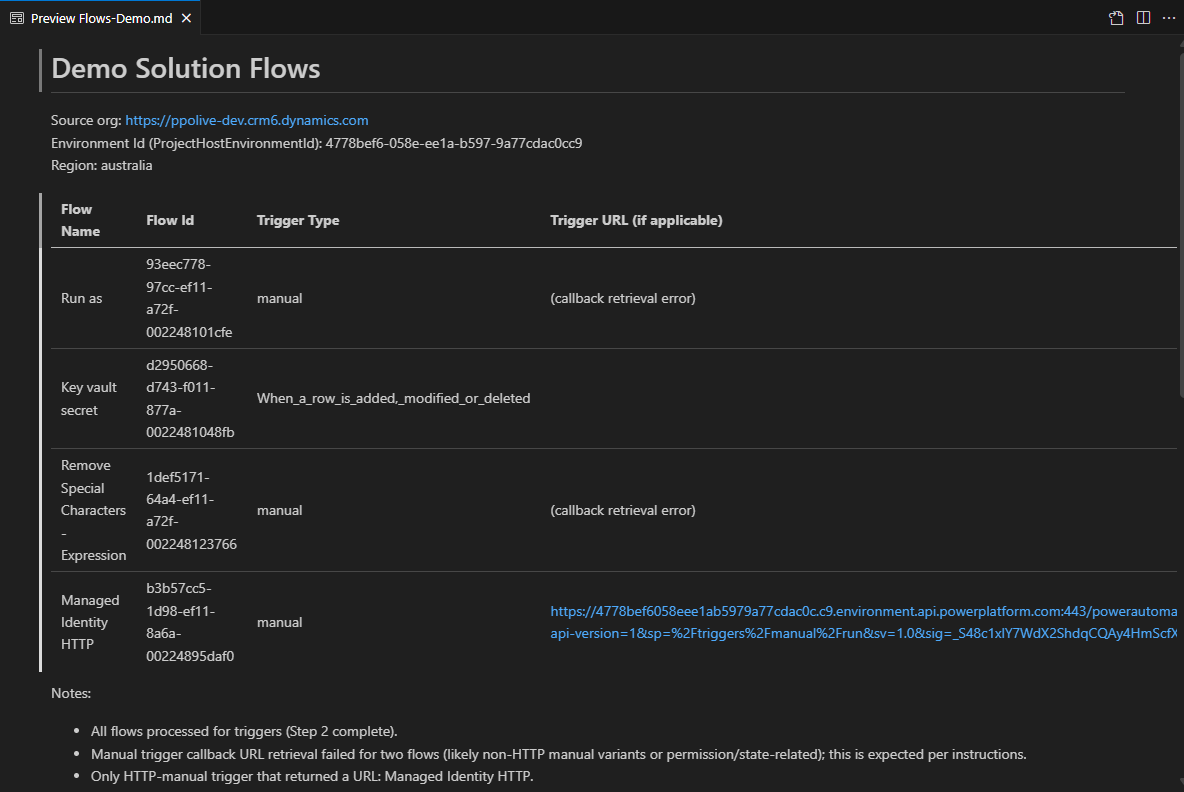 Preview Flows-Demo.md
Demo Solution Flows
Source org: https://ppolive-dev.crm6.dynamics.com
Environment Id (ProjectHostEnvironmentId): 4778bef6-058e-ee1a-b597-9a77cdac0cc9
Region: australia
Flow
Name
Flow Id
Trigger Type
Trigger URL (if applicable)
Run as
93eec778-
97cc-ef11-
a72f-
002248101cfe
manual
(callback retrieval error)
Key vault
secret
d2950668-
d743-f011-
877a-
0022481048fb
When_a_row_is_added,_modified_or_deleted
Remove
Special
Characters
-
Expression
1def5171-
64a4-ef11-
a72f-
002248123766
manual
(callback retrieval error)
Managed
Identity
HTTP
b3b57cc5-
1d98-ef11-
8a6a-
00224895daf0
manual
https://4778bef6058eee1ab5979a77cdac0c.c9.environment.api.powerplatform.com:443/powerautoma
api-version=1&sp=%2Ftriggers%2Fmanual%2Frun&sv=1.0&sig=_S48c1xlY7WdX2ShdqCQAy4HmScfX
Notes:
• All flows processed for triggers (Step 2 complete).
• Manual trigger callback URL retrieval failed for two flows (likely non-HTTP manual variants or permission/state-related); this is expected per instructions.
• Only HTTP-manual trigger that returned a URL: Managed Identity HTTP.